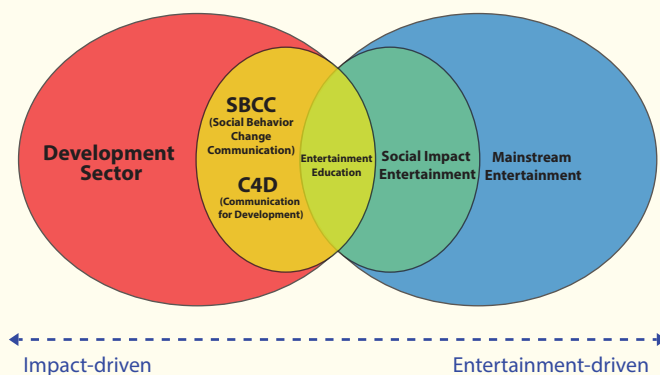 Development
Sector
SBCC
(Social Behavior
Change
Communication)
C4D
(Communication
for Development)
Entertainment
Education
Social Impact
Entertainment
Mainstream
Entertainment
Impact-driven
Entertainment-driven